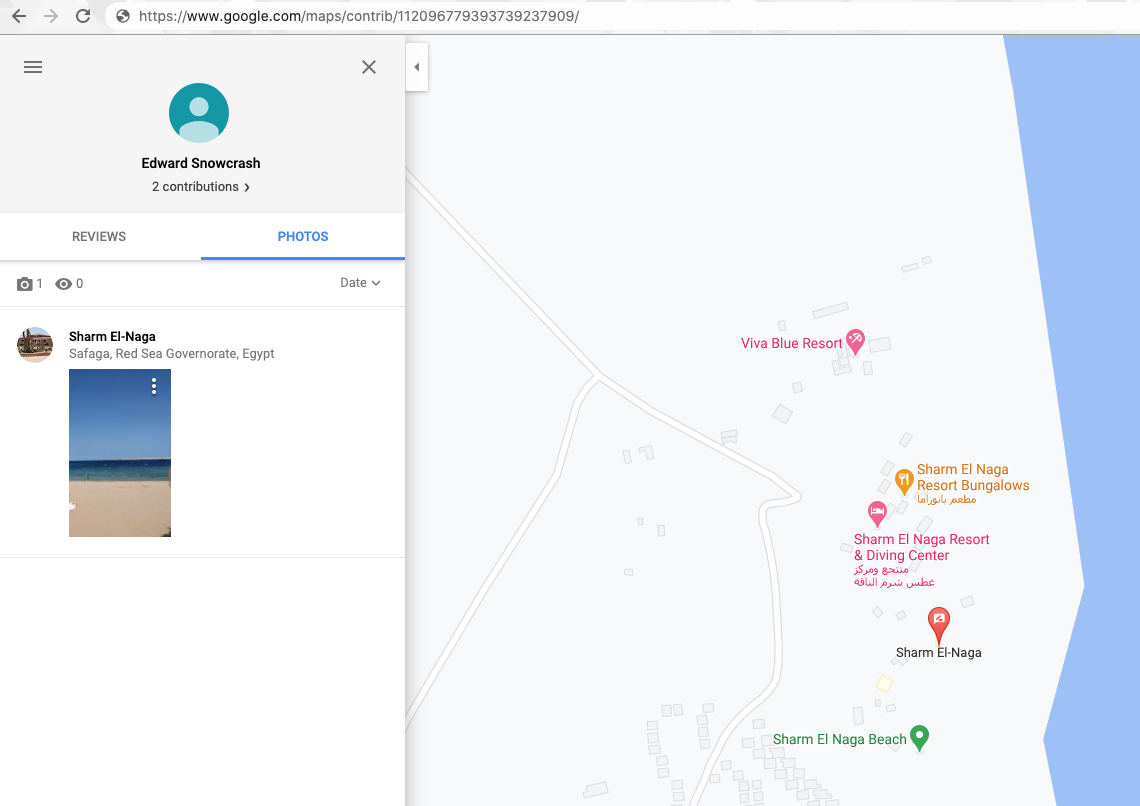 https://www.google.com/maps/contrib/112096779393739237909/
Edward Snowcrash
2 contributions ›
REVIEWS
PHOTOS
1
0
Date
Sharm El-Naga
Safaga, Red Sea Governorate, Egypt
Viva Blue Resort
Sharm El Naga
Resort Bungalows
مطعم بانوراما
Sharm El Naga Resort
& Diving Center
منتجع ومركز
غطس شرم الناقة
Sharm El-Naga
Sharm El Naga Beach